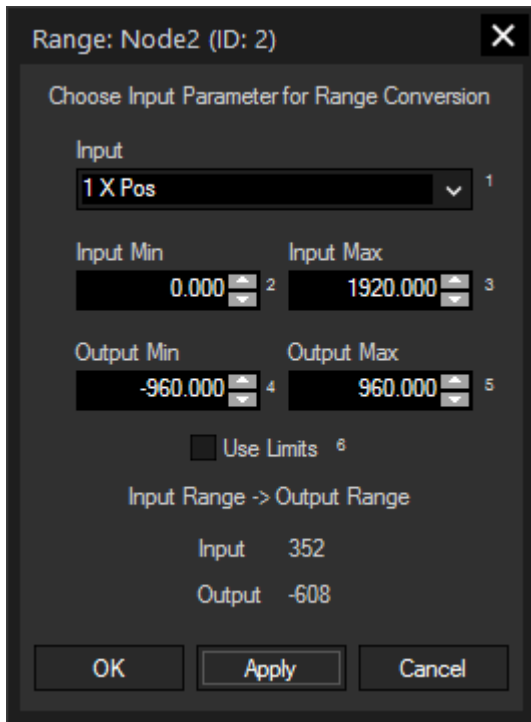 Range: Node2 (ID: 2)
Choose Input Parameter for Range Conversion
Input
1 X Pos 1
Input Min Input Max
0.000 2 1920.000 3
Output Min Output Max
-960.000 4 960.000 5
Use Limits 6
Input Range -> Output Range
Input 352
Output -608
OK Apply Cancel